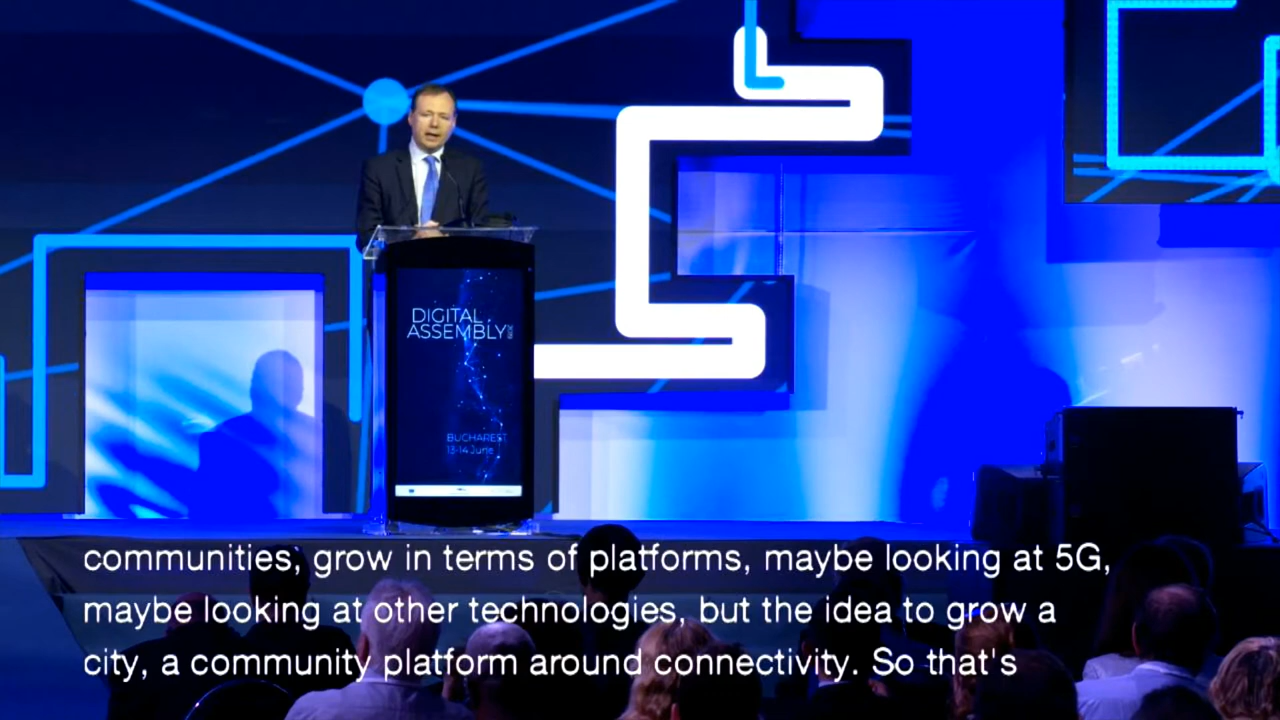 DIGITAL
ASSEMBLY
BUCHAREST
13-14 June
communities, grow in terms of platforms, maybe looking at 5G,
maybe looking at other technologies, but the idea to grow a
city, a community platform around connectivity. So that's